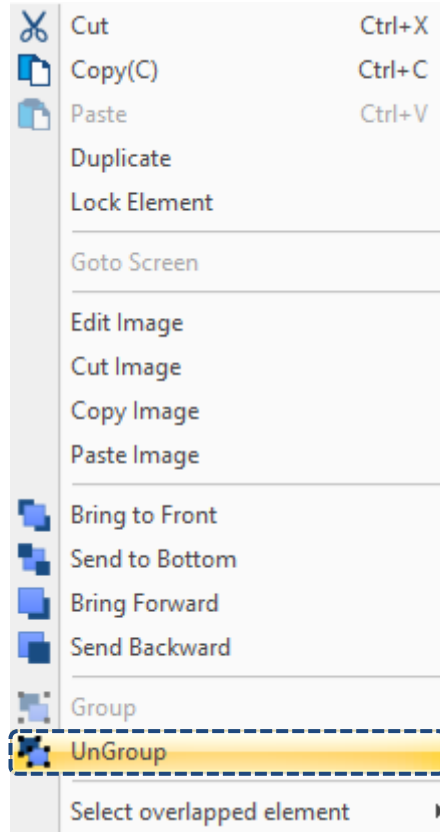 Cut Ctrl+X
Copy(C) Ctrl+C
Paste Ctrl+V
Duplicate
Lock Element
Goto Screen
Edit Image
Cut Image
Copy Image
Paste Image
Bring to Front
Send to Bottom
Bring Forward
Send Backward
Group
UnGroup
Select overlapped element